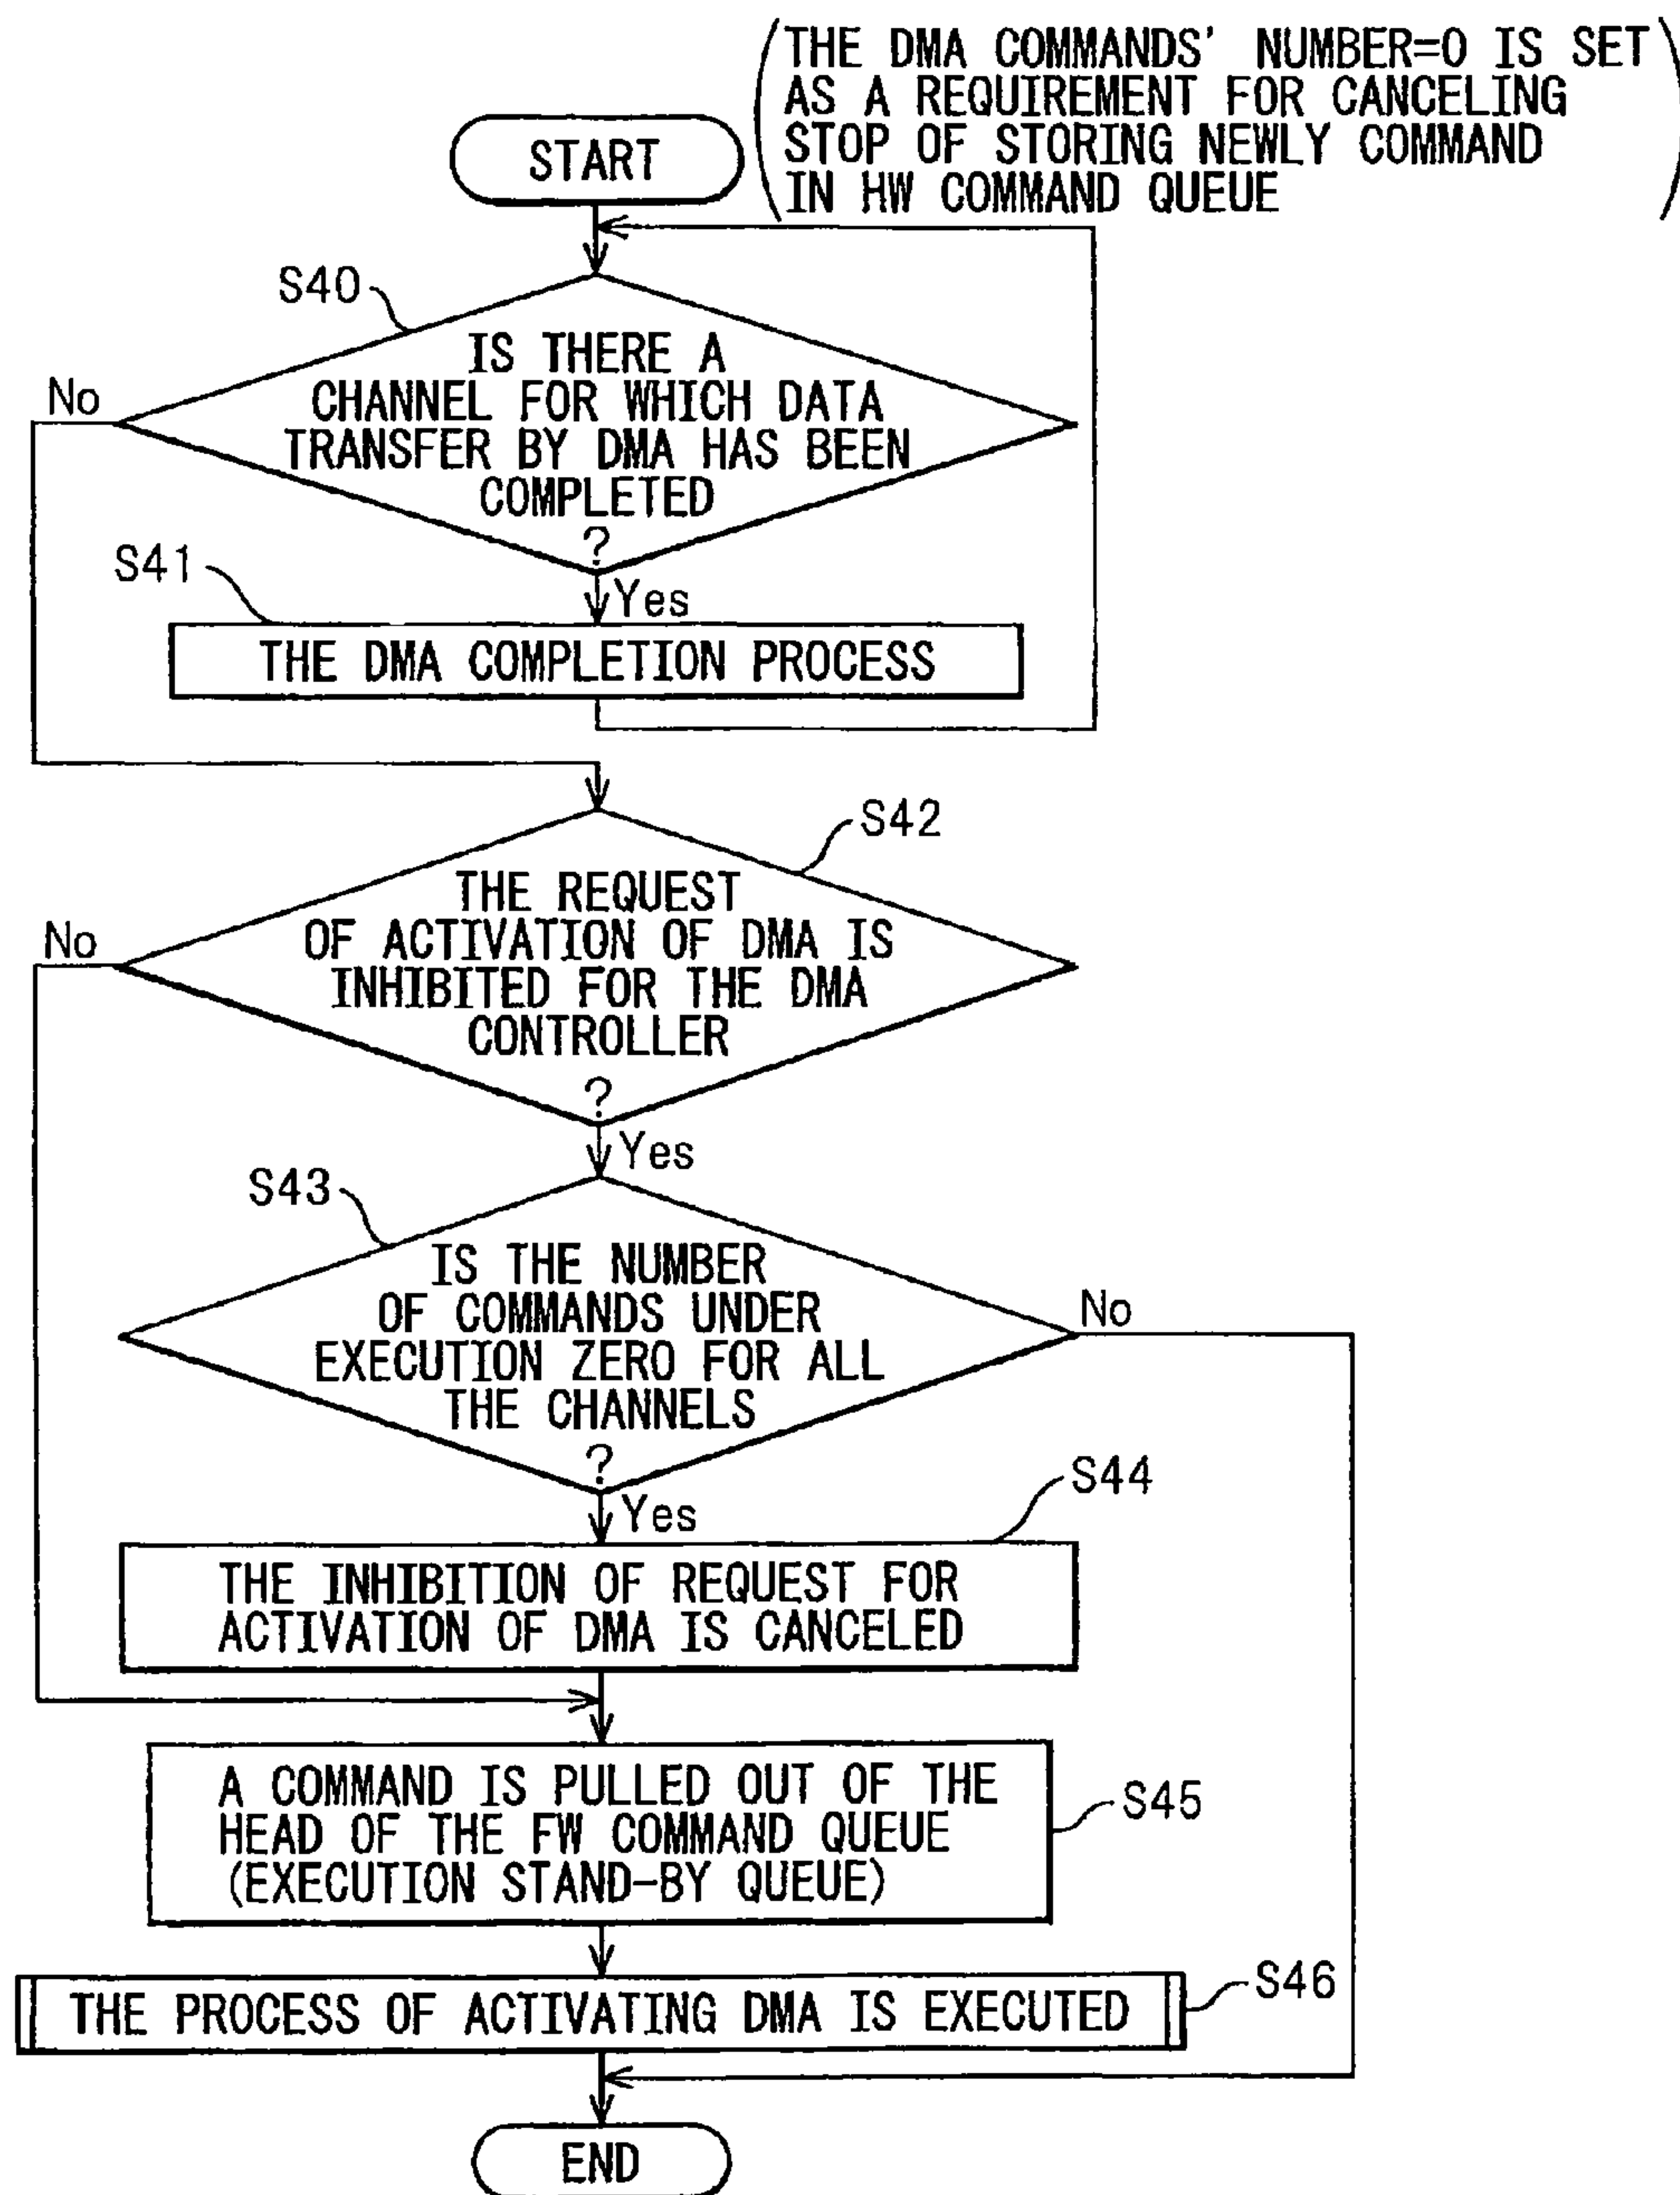 (THE DMA COMMANDS' NUMBER=0 IS SET
AS A REQUIREMENT FOR CANCELING
STOP OF STORING NEWLY COMMAND
IN HW COMMAND QUEUE)
START
S40
IS THERE A
CHANNEL FOR WHICH DATA
TRANSFER BY DMA HAS BEEN
COMPLETED
?
No
Yes
S41
THE DMA COMPLETION PROCESS
S42
THE REQUEST
OF ACTIVATION OF DMA IS
INHIBITED FOR THE DMA
CONTROLLER
?
No
Yes
S43
IS THE NUMBER
OF COMMANDS UNDER
EXECUTION ZERO FOR ALL
THE CHANNELS
?
No
Yes
S44
THE INHIBITION OF REQUEST FOR
ACTIVATION OF DMA IS CANCELED
A COMMAND IS PULLED OUT OF THE
HEAD OF THE FW COMMAND QUEUE
(EXECUTION STAND-BY QUEUE)
S45
THE PROCESS OF ACTIVATING DMA IS EXECUTED
S46
END